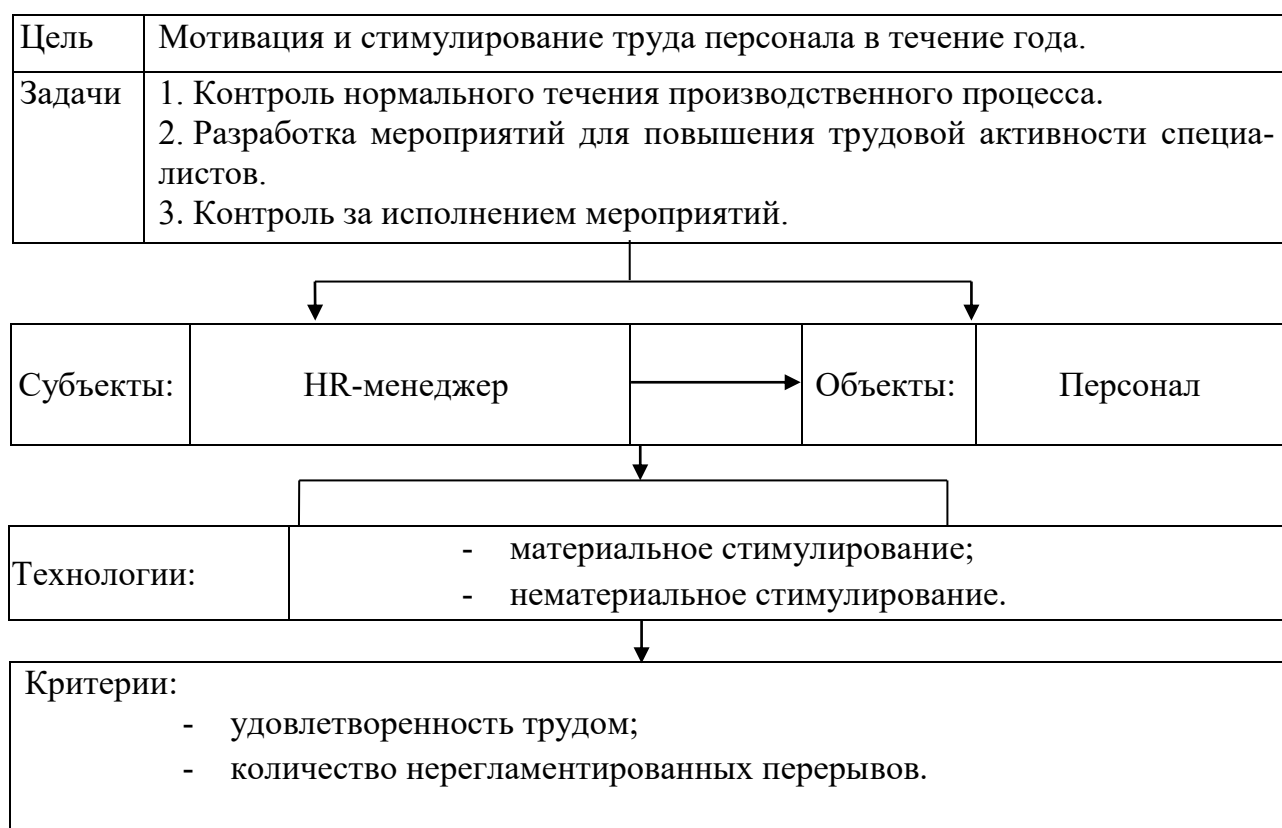 Цель Мотивация и стимулирование труда персонала в течение года.
Задачи 1. Контроль нормального течения производственного процесса.
2. Разработка мероприятий для повышения трудовой активности специа-
листов.
3. Контроль за исполнением мероприятий.
Субъекты: HR-менеджер Объекты: Персонал
Технологии:
- материальное стимулирование;
- нематериальное стимулирование.
Критерии:
- удовлетворенность трудом;
- количество нерегламентированных перерывов.